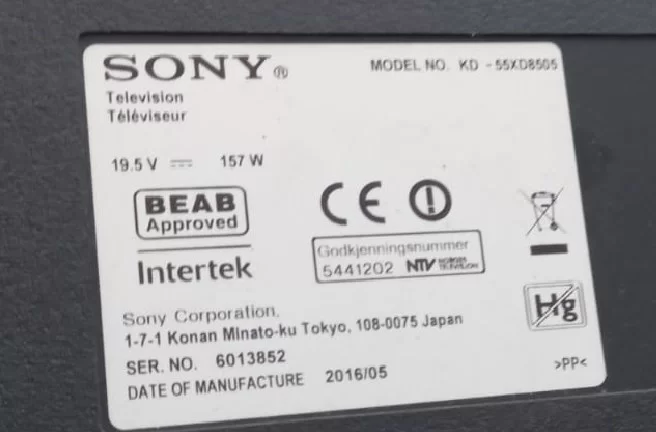 SONY®
MODEL NO. KD - 55XD8505
Television
Téléviseur
19.5 V 157 W
BEAB
Approved
CE
Intertek
Godkjenningsnummer
5441202 NTV NORGES TELEVISION
Sony Corporation,
1-7-1 Konan Minato-ku Tokyo, 108-0075 Japan
Hg
SER. NO. 6013852
DATE OF MANUFACTURE 2016/05
>PP<